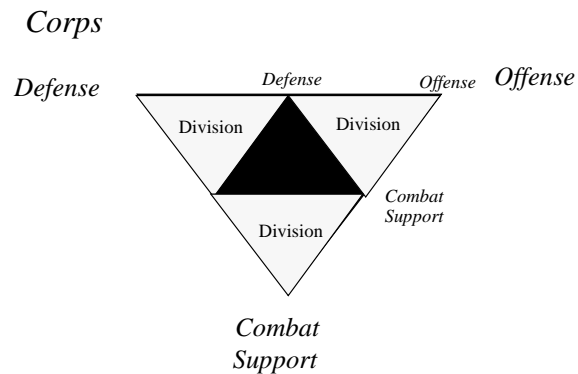 Corps
Defense
Defense
Offense
Offense
Division
Division
Combat
Support
Division
Combat
Support